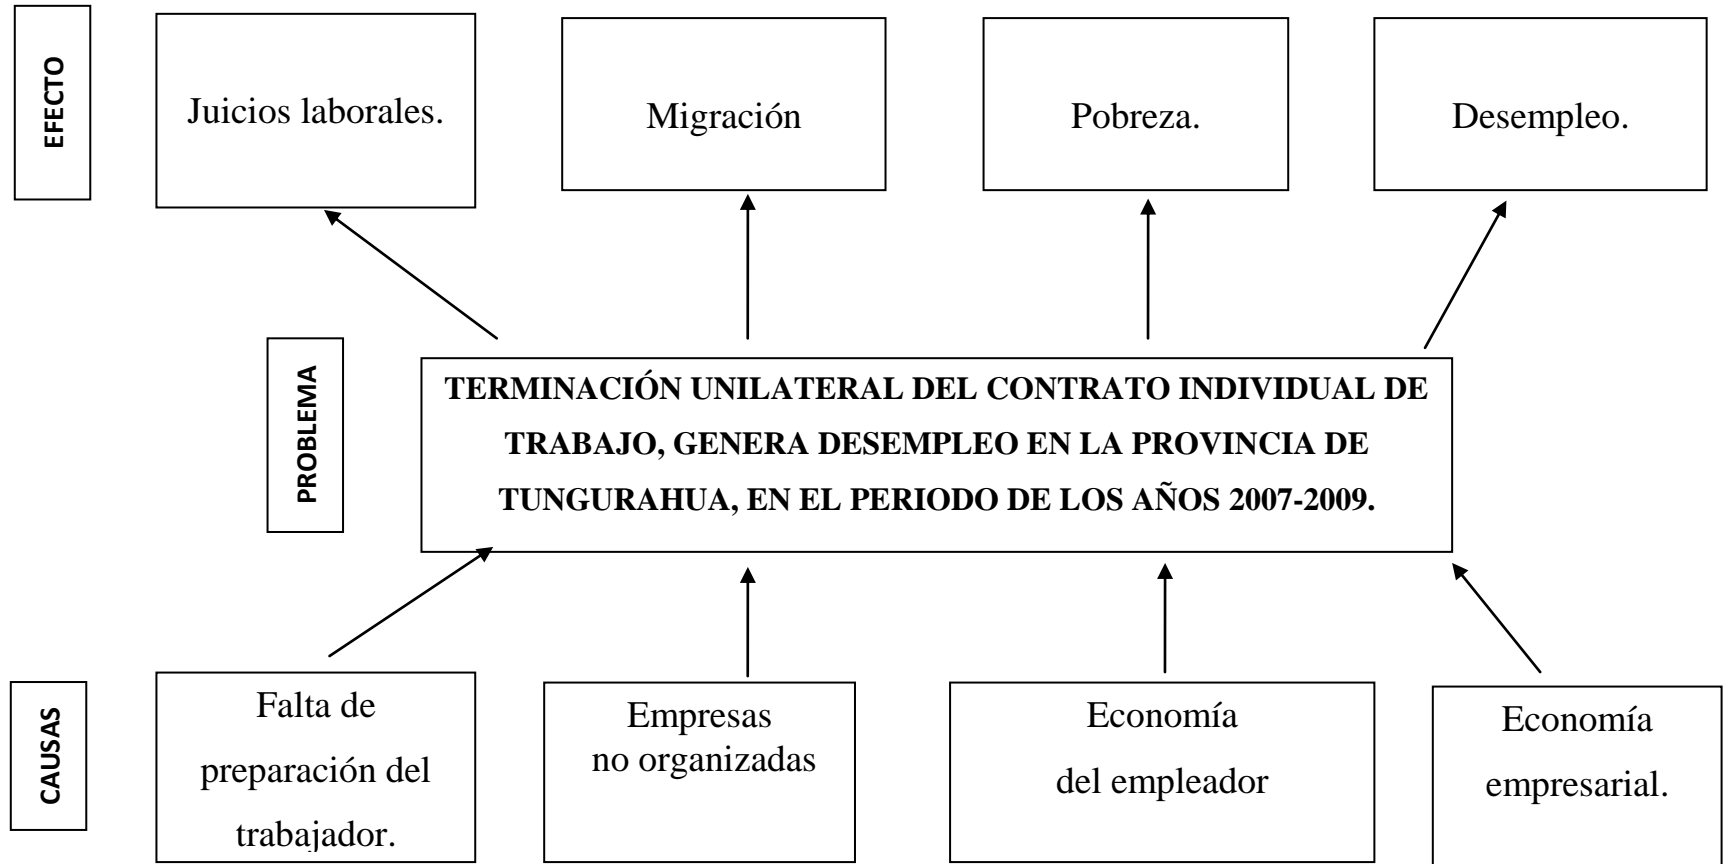 EFECTO
Juicios laborales.
Migración
Pobreza.
Desempleo.
PROBLEMA
TERMINACIÓN UNILATERAL DEL CONTRATO INDIVIDUAL DE
TRABAJO, GENERA DESEMPLEO EN LA PROVINCIA DE
TUNGURAHUA, EN EL PERIODO DE LOS AÑOS 2007-2009.
CAUSAS
Falta de
preparación del
trabajador.
Empresas
no organizadas
Economía
del empleador
Economía
empresarial.